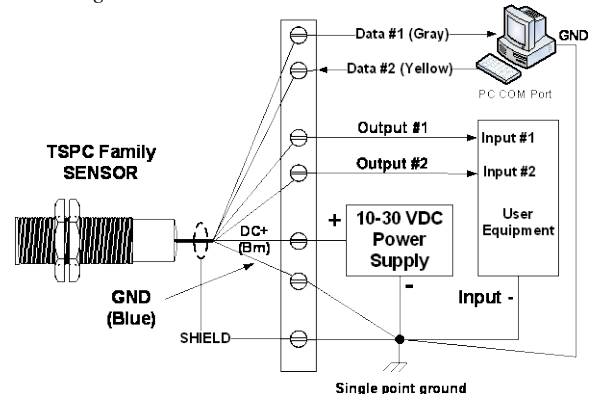 Data #1 (Gray)
GND
Data #2 (Yellow)
PC COM Port
Output #1
Input #1
TSPC Family
SENSOR
Output #2
Input #2
DC+
(Brn)
+
10-30 VDC
Power
Supply
User
Equipment
-
Input -
GND
(Blue)
SHIELD
Single point ground